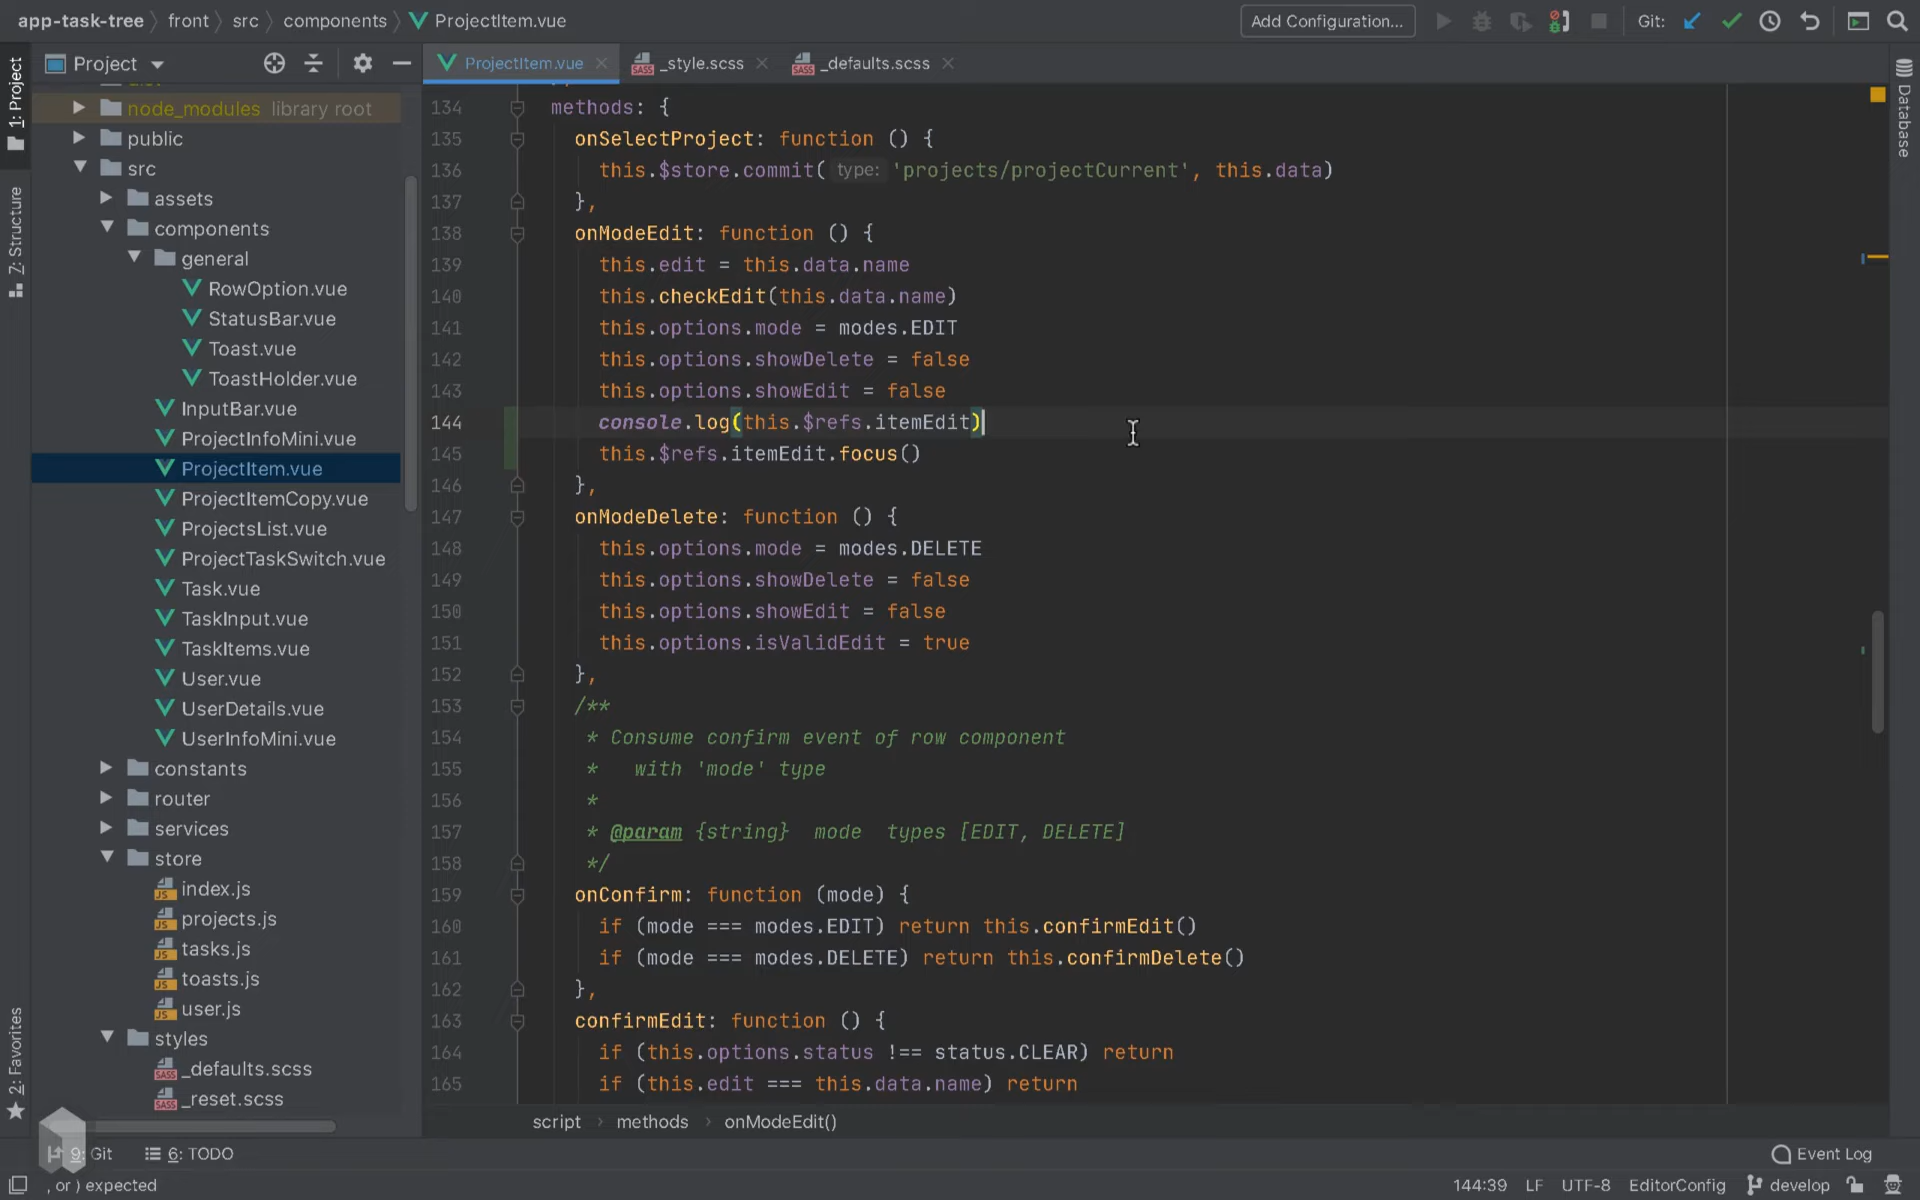 app-task-tree 〉 front 〉 src 〉 components 〉 ProjectItem.vue
Add Configuration...
Git:
Project
ProjectItem.vue
_style.scss
_defaults.scss
1: Project
7: Structure
2: Favorites
Database
node_modules library root
public
src
assets
components
general
RowOption.vue
StatusBar.vue
Toast.vue
ToastHolder.vue
InputBar.vue
ProjectInfoMini.vue
ProjectItem.vue
ProjectItemCopy.vue
ProjectsList.vue
ProjectTaskSwitch.vue
Task.vue
TaskInput.vue
TaskItems.vue
User.vue
UserDetails.vue
UserInfoMini.vue
constants
router
services
store
index.js
projects.js
tasks.js
toasts.js
user.js
styles
_defaults.scss
_reset.scss
134 methods: {
135 onSelectProject: function () {
136 this.$store.commit( type: 'projects/projectCurrent', this.data)
137 },
138 onModeEdit: function () {
139 this.edit = this.data.name
140 this.checkEdit(this.data.name)
141 this.options.mode = modes.EDIT
142 this.options.showDelete = false
143 this.options.showEdit = false
144 console.log(this.$refs.itemEdit)
145 this.$refs.itemEdit.focus()
146 },
147 onModeDelete: function () {
148 this.options.mode = modes.DELETE
149 this.options.showDelete = false
150 this.options.showEdit = false
151 this.options.isValidEdit = true
152 },
153 /**
154 * Consume confirm event of row component
155 * with 'mode' type
156 *
157 * @param {string} mode types [EDIT, DELETE]
158 */
159 onConfirm: function (mode) {
160 if (mode === modes.EDIT) return this.confirmEdit()
161 if (mode === modes.DELETE) return this.confirmDelete()
162 },
163 confirmEdit: function () {
164 if (this.options.status !== status.CLEAR) return
165 if (this.edit === this.data.name) return
script › methods › onModeEdit()
9: Git
6: TODO
Event Log
, or ) expected
144:39 LF UTF-8 EditorConfig develop